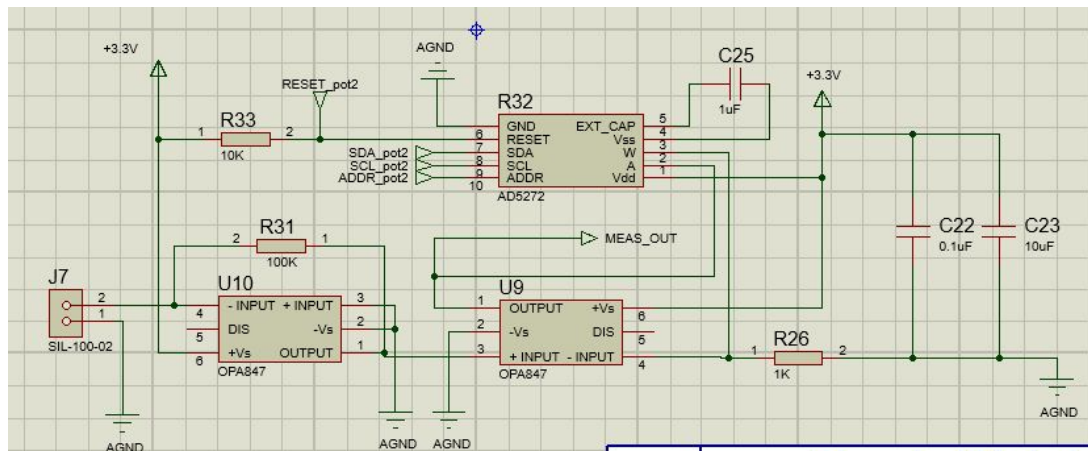 +3.3V
AGND
C25
1uF
+3.3V
RESET_pot2
R32
R33
1 2
10K
GND EXT_CAP 5
6 RESET Vss 4
SDA_pot2 7 SDA W 3
SCL_pot2 8 SCL A 2
ADDR_pot2 9 ADDR Vdd 1
10
AD5272
R31
2 1
100K
MEAS_OUT
C22
0.1uF
C23
10uF
J7
2
1
SIL-100-02
U10
- INPUT + INPUT 3
4
DIS -Vs 2
5
+Vs OUTPUT 1
6
OPA847
U9
1 OUTPUT +Vs
6
2 -Vs DIS
5
3 + INPUT - INPUT
4
OPA847
R26
1 2
1K
AGND
AGND
AGND
AGND